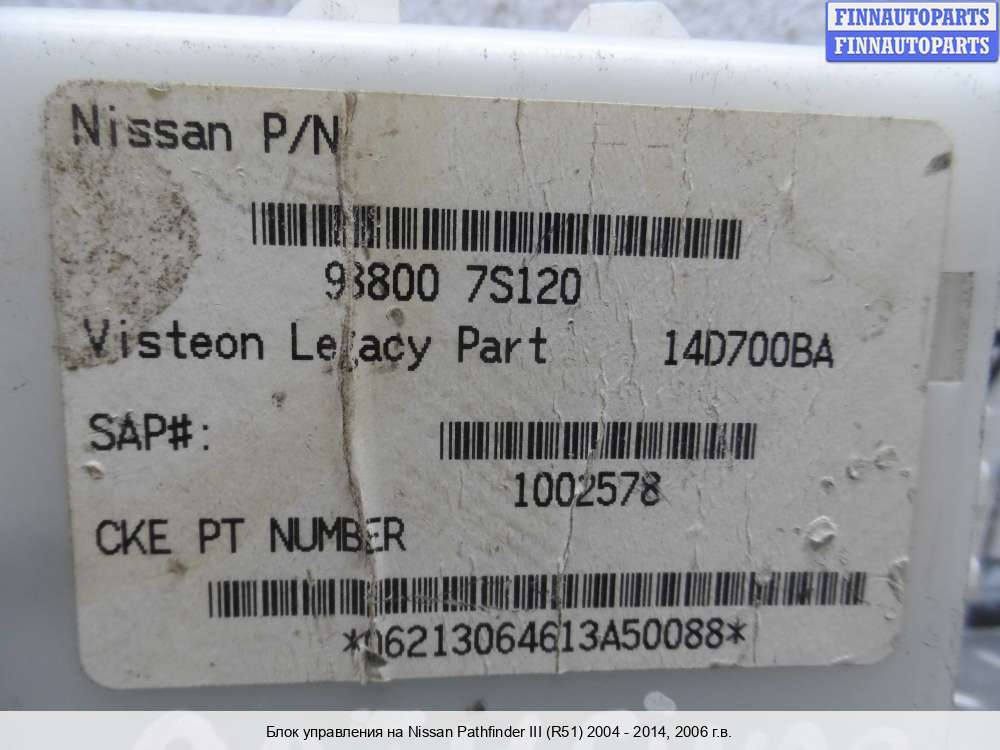 FINNAUTOPARTS
FINNAUTOPARTS
Nissan P/N
7S120
Visteon Legacy Part 14D700BA
SAP#:
1002578
CKE PT NUMBER
*06213064613A50088*
Блок управления на Nissan Pathfinder III (R51) 2004 - 2014, 2006 г.в.